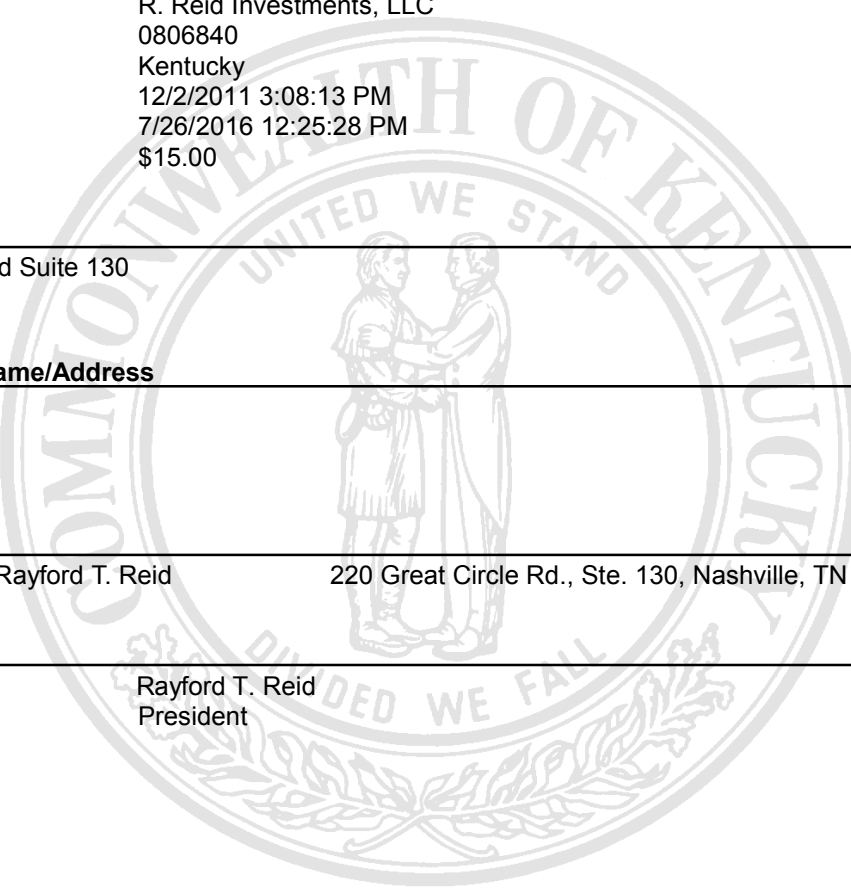 R. Reid Investments, LLC
0806840
Kentucky
12/2/2011 3:08:13 PM
7/26/2016 12:25:28 PM
$15.00
d Suite 130
ame/Address
Rayford T. Reid 220 Great Circle Rd., Ste. 130, Nashville, TN
Rayford T. Reid
President
COMMONWEALTH OF KENTUCKY
UNITED WE STAND
DIVIDED WE FALL